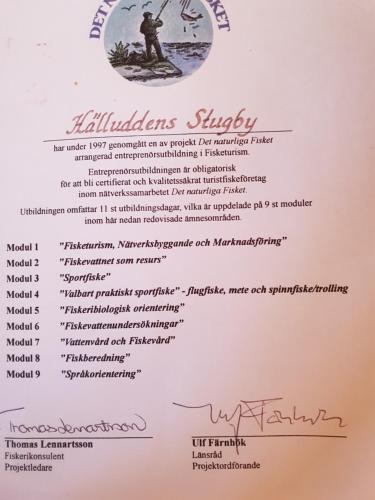 DET N
KET
Hälluddens Stugby
har under 1997 genomgått en av projekt Det naturliga Fisket
arrangerad entreprenörsutbildning i Fisketurism.
Entreprenörsutbildningen är obligatorisk
för att bli certifierat och kvalitetssäkrat turistfiskeföretag
inom nätverkssamarbetet Det naturliga Fisket.
Utbildningen omfattar 11 st utbildningsdagar, vilka är uppdelade på 9 st moduler
inom här nedan redovisade ämnesområden.
Modul 1 "Fisketurism, Nätverksbyggande och Marknadsföring"
Modul 2 "Fiskevattnet som resurs"
Modul 3 "Sportfiske"
Modul 4 "Valbart praktiskt sportfiske" - flugfiske, mete och spinnfiske/trolling
Modul 5 "Fiskeribiologisk orientering"
Modul 6 "Fiskevattenundersökningar"
Modul 7 "Vattenvård och Fiskevård"
Modul 8 "Fiskberedning"
Modul 9 "Språkorientering"
Thomas Lennartsson
Thomas Lennartsson
Fiskerikonsulent
Projektledare
Ulf Färnhök
Ulf Färnhök
Länsråd
Projektordförande